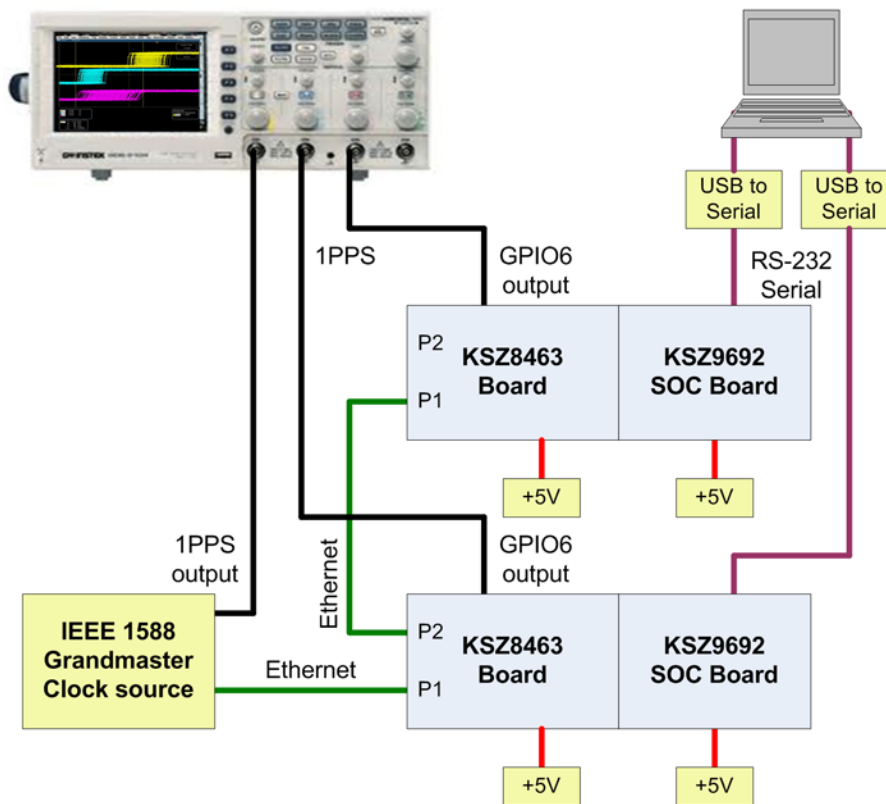 GW INSTEK
USB to
Serial
USB to
Serial
1PPS
GPIO6
output
RS-232
Serial
P2
P1
KSZ8463
Board
KSZ9692
SOC Board
+5V
+5V
1PPS
output
Ethernet
GPIO6
output
IEEE 1588
Grandmaster
Clock source
Ethernet
P2
P1
KSZ8463
Board
KSZ9692
SOC Board
+5V
+5V